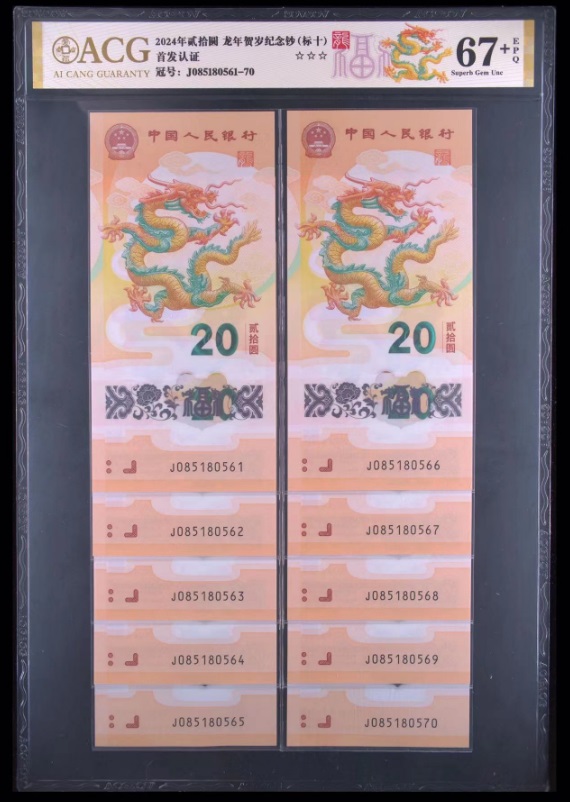 ACG
AI CANG GUARANTY
2024年贰拾圆 龙年贺岁纪念钞(标十)
首发认证
冠号: J085180561-70
☆☆☆
福
67+
EPQ
Superb Gem Unc
中国人民银行
20
贰拾圆
福
J085180561
J085180562
J085180563
J085180564
J085180565
中国人民银行
20
贰拾圆
福
J085180566
J085180567
J085180568
J085180569
J085180570